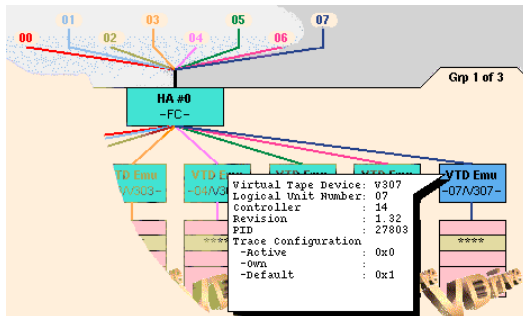 01 03 05 07
00 02 04 06
Grp 1 of 3
HA #0
-FC-
VTD Emu VTD Emu VTD Emu
-04/V3 -07/V307-
Virtual Tape Device: V307
Logical Unit Number: 07
Controller : 14
Revision : 1.32
PID : 27803
Trace Configuration
-Active : 0x0
-Own :
-Default : 0x1
****
****